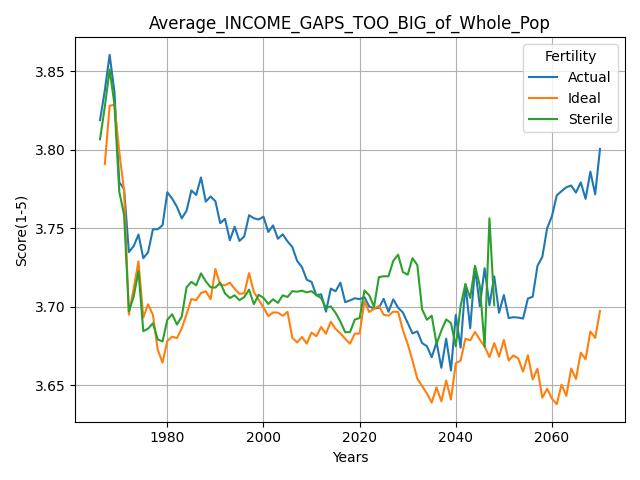 Average_INCOME_GAPS_TOO_BIG_of_Whole_Pop
Fertility
Actual
Ideal
Sterile
Score(1-5)
3.85
3.80
3.75
3.70
3.65
1980
2000
2020
2040
2060
Years